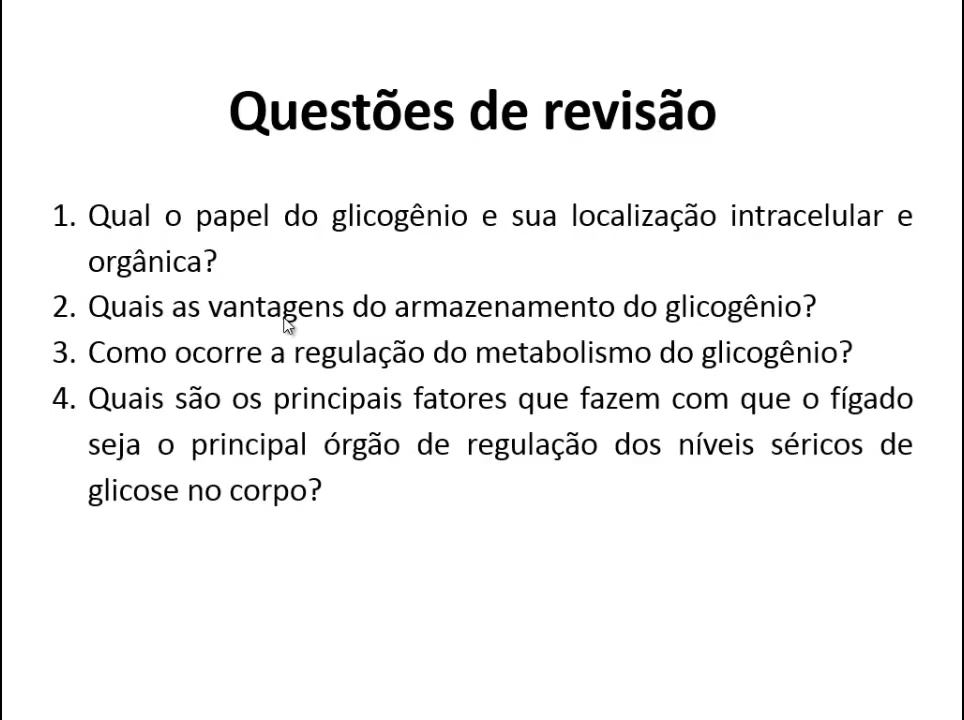 Questões de revisão
1. Qual o papel do glicogênio e sua localização intracelular e
orgânica?
2. Quais as vantagens do armazenamento do glicogênio?
3. Como ocorre a regulação do metabolismo do glicogênio?
4. Quais são os principais fatores que fazem com que o fígado
seja o principal órgão de regulação dos níveis séricos de
glicose no corpo?